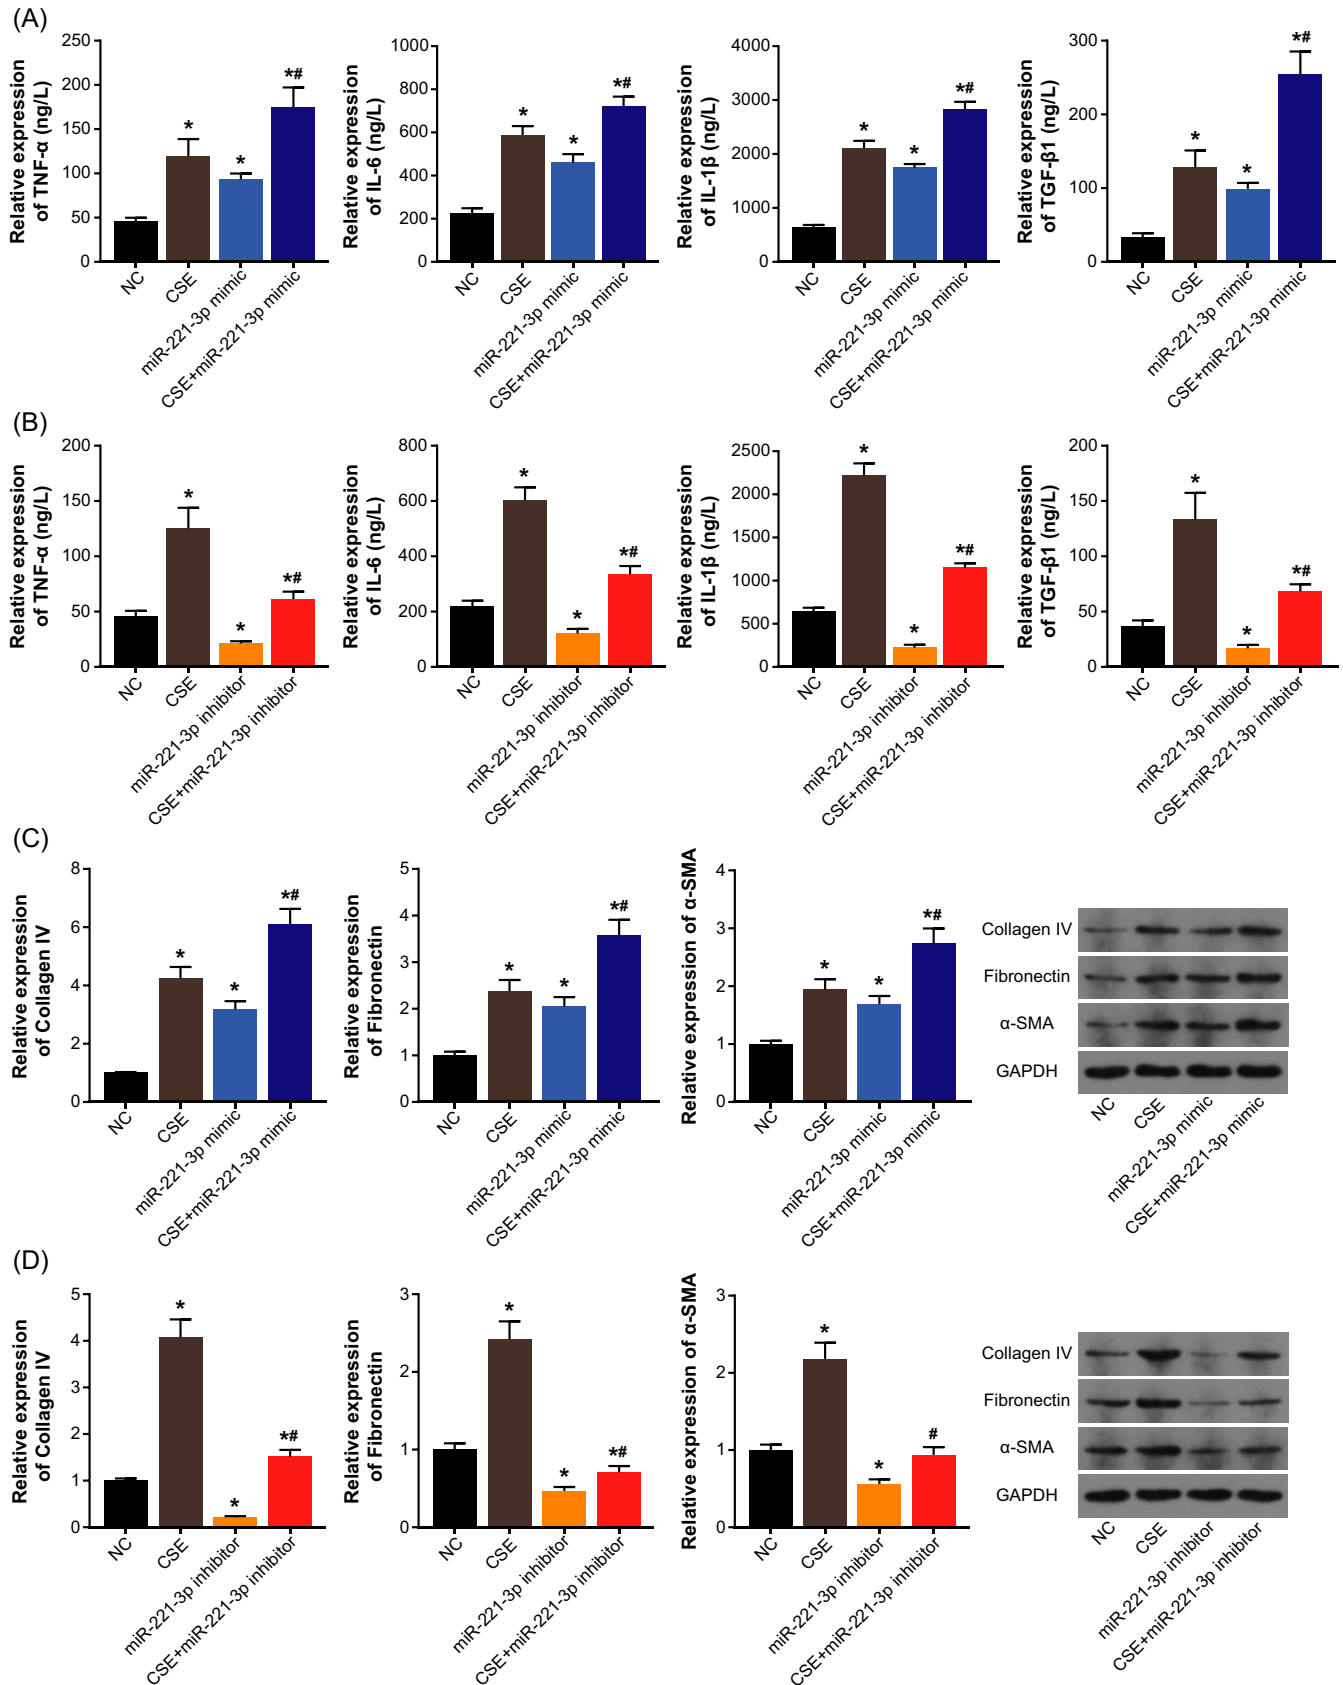 (A)
Relative expression
of TNF-α (ng/L)
250
200
150
100
50
0
*
*
*#
NC
CSE
miR-221-3p mimic
CSE+miR-221-3p mimic
Relative expression
of IL-6 (ng/L)
1000
800
600
400
200
0
*
*
*#
NC
CSE
miR-221-3p mimic
CSE+miR-221-3p mimic
Relative expression
of IL-1β (ng/L)
4000
3000
2000
1000
0
*
*
*#
NC
CSE
miR-221-3p mimic
CSE+miR-221-3p mimic
Relative expression
of TGF-β1 (ng/L)
300
200
100
0
*
*
*#
NC
CSE
miR-221-3p mimic
CSE+miR-221-3p mimic
(B)
Relative expression
of TNF-α (ng/L)
200
150
100
50
0
*
*
*#
NC
CSE
miR-221-3p inhibitor
CSE+miR-221-3p inhibitor
Relative expression
of IL-6 (ng/L)
800
600
400
200
0
*
*
*#
NC
CSE
miR-221-3p inhibitor
CSE+miR-221-3p inhibitor
Relative expression
of IL-1β (ng/L)
2500
2000
1500
1000
500
0
*
*
*#
NC
CSE
miR-221-3p inhibitor
CSE+miR-221-3p inhibitor
Relative expression
of TGF-β1 (ng/L)
200
150
100
50
0
*
*
*#
NC
CSE
miR-221-3p inhibitor
CSE+miR-221-3p inhibitor
(C)
Relative expression
of Collagen IV
8
6
4
2
0
*
*
*#
NC
CSE
miR-221-3p mimic
CSE+miR-221-3p mimic
Relative expression
of Fibronectin
5
4
3
2
1
0
*
*
*#
NC
CSE
miR-221-3p mimic
CSE+miR-221-3p mimic
Relative expression of α-SMA
4
3
2
1
0
*
*
*#
NC
CSE
miR-221-3p mimic
CSE+miR-221-3p mimic
Collagen IV
Fibronectin
α-SMA
GAPDH
NC
CSE
miR-221-3p mimic
CSE+miR-221-3p mimic
(D)
Relative expression
of Collagen IV
5
4
3
2
1
0
*
*
*#
NC
CSE
miR-221-3p inhibitor
CSE+miR-221-3p inhibitor
Relative expression
of Fibronectin
3
2
1
0
*
*
*#
NC
CSE
miR-221-3p inhibitor
CSE+miR-221-3p inhibitor
Relative expression of α-SMA
3
2
1
0
*
*
#
NC
CSE
miR-221-3p inhibitor
CSE+miR-221-3p inhibitor
Collagen IV
Fibronectin
α-SMA
GAPDH
NC
CSE
miR-221-3p inhibitor
CSE+miR-221-3p inhibitor